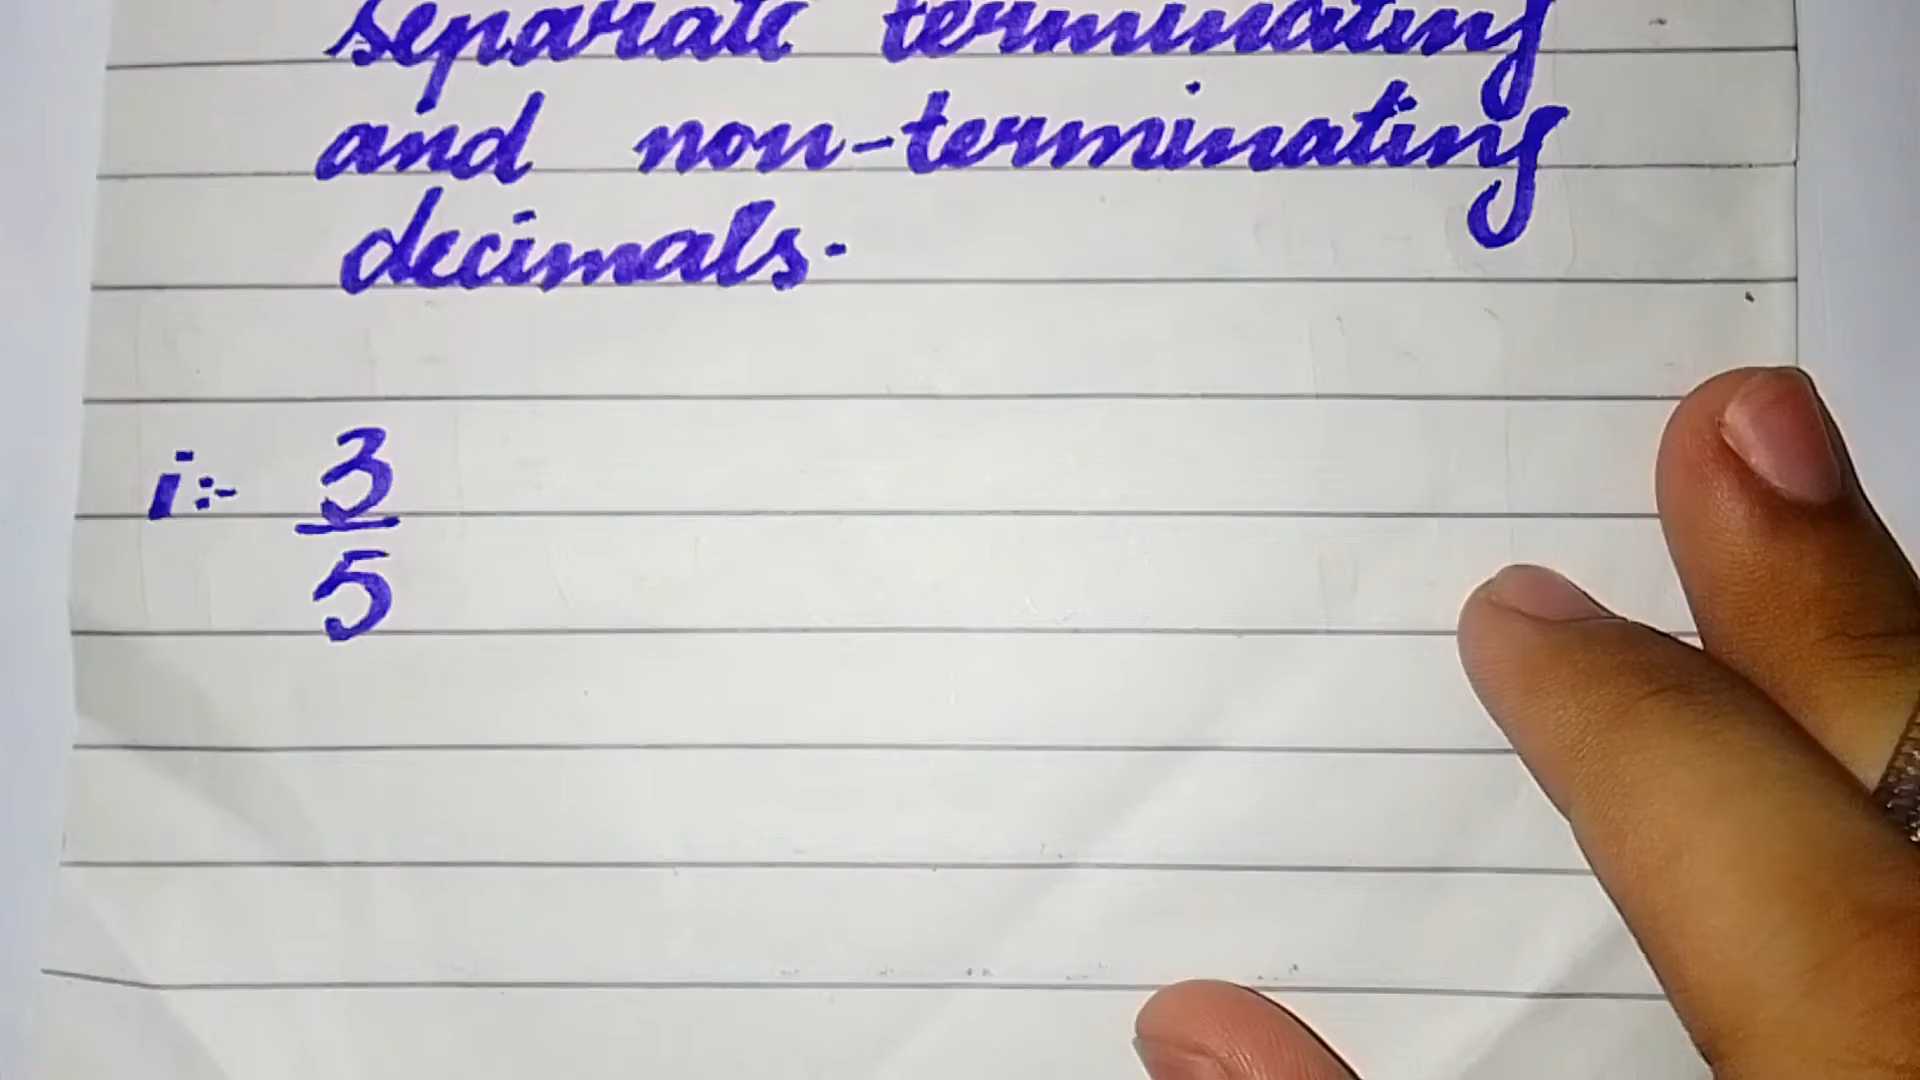 separate terminating
and non-terminating
decimals.
i:- 3/5